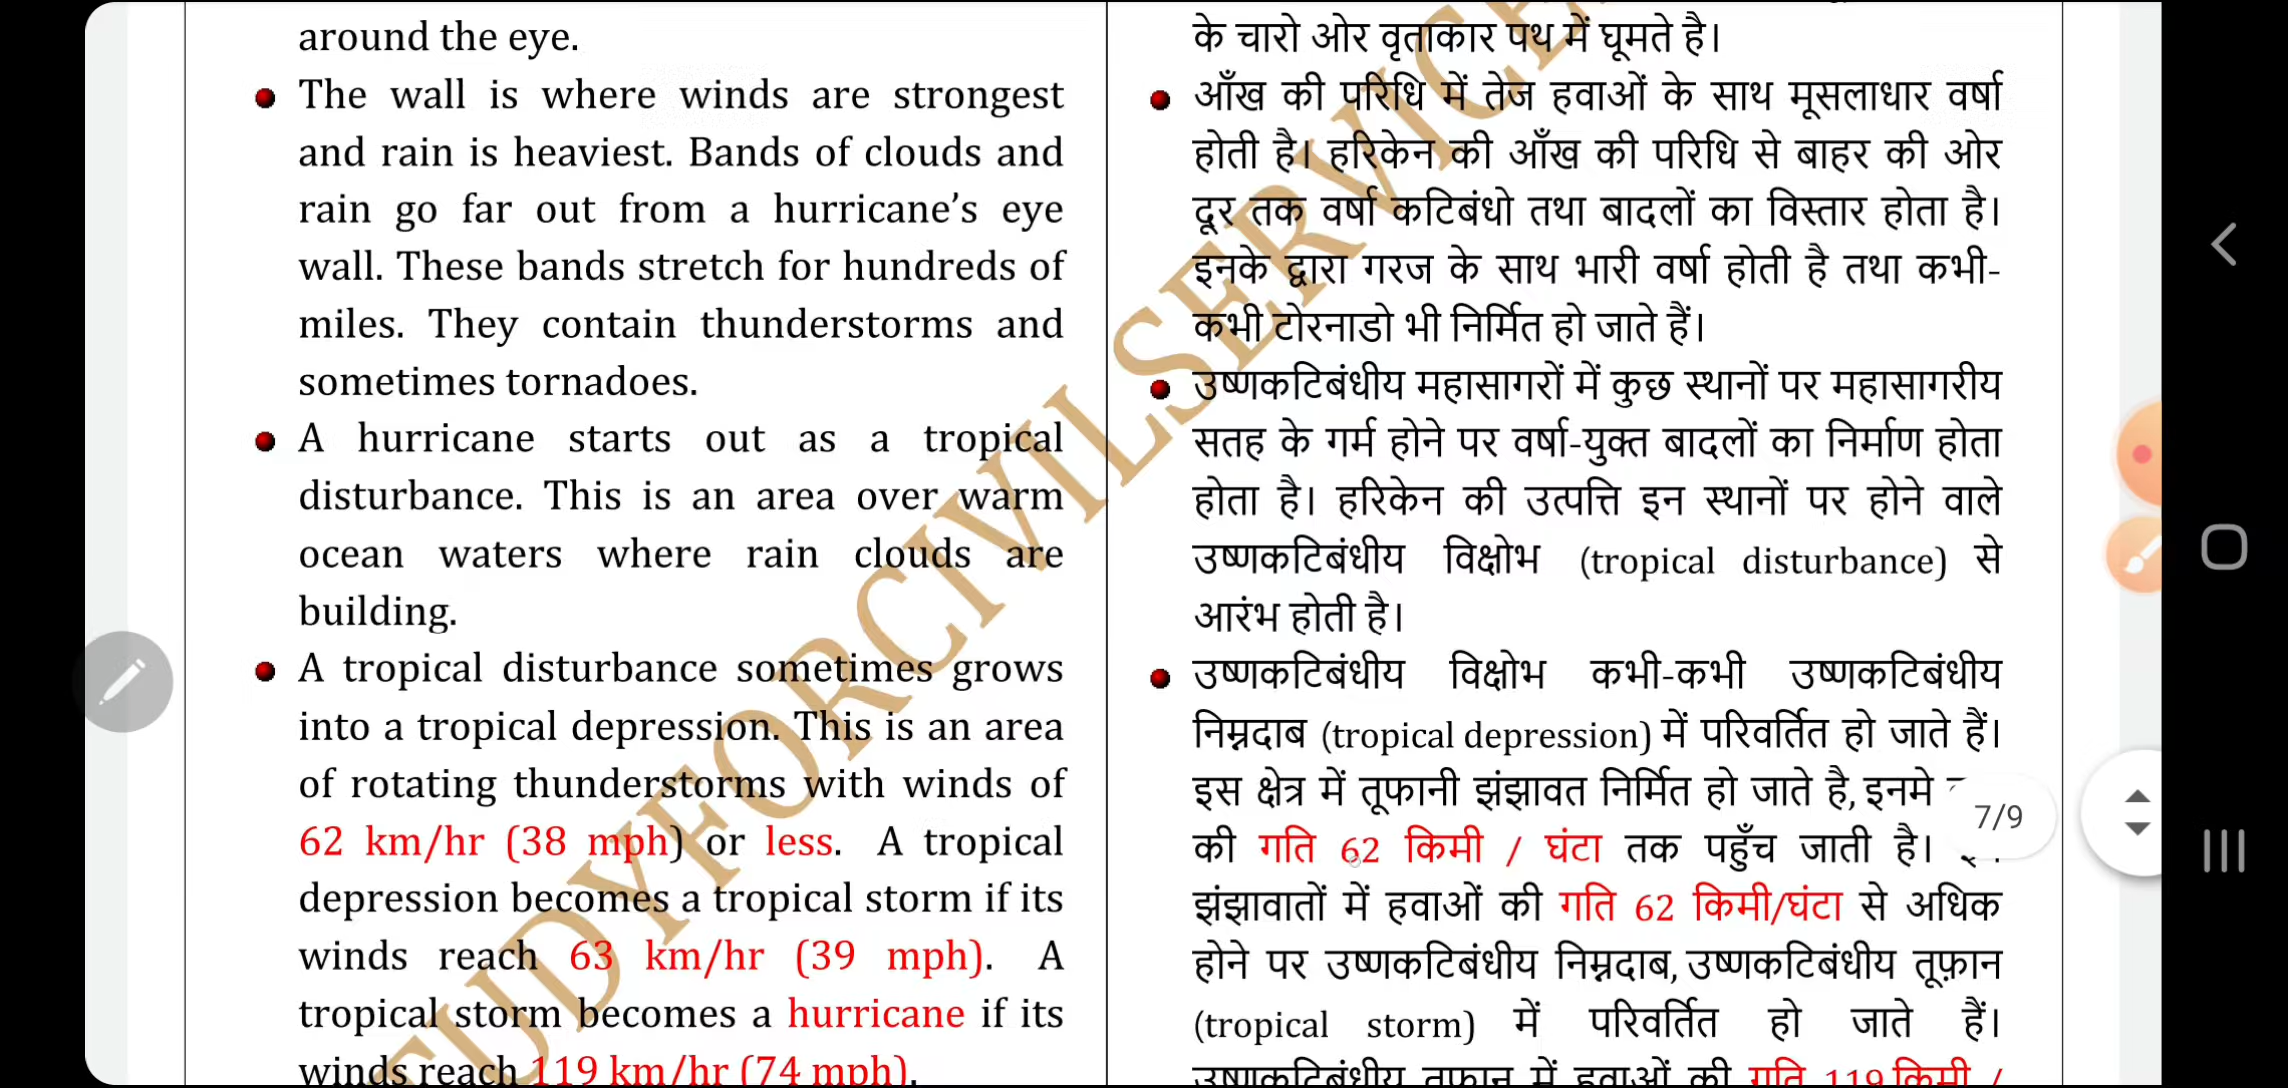 around the eye.
The wall is where winds are strongest
and rain is heaviest. Bands of clouds and
rain go far out from a hurricane’s eye
wall. These bands stretch for hundreds of
miles. They contain thunderstorms and
sometimes tornadoes.
A hurricane starts out as a tropical
disturbance. This is an area over warm
ocean waters where rain clouds are
building.
A tropical disturbance sometimes grows
into a tropical depression. This is an area
of rotating thunderstorms with winds of
62 km/hr (38 mph) or less. A tropical
depression becomes a tropical storm if its
winds reach 63 km/hr (39 mph). A
tropical storm becomes a hurricane if its
winds reach 119 km/hr (74 mph).
के चारो ओर वृताकार पथ में घूमते है।
आँख की परिधि में तेज हवाओं के साथ मूसलाधार वर्षा
होती है। हरिकेन की आँख की परिधि से बाहर की ओर
दूर तक वर्षा कटिबंधो तथा बादलों का विस्तार होता है।
इनके द्वारा गरज के साथ भारी वर्षा होती है तथा कभी-
कभी टोरनाडो भी निर्मित हो जाते हैं।
उष्णकटिबंधीय महासागरों में कुछ स्थानों पर महासागरीय
सतह के गर्म होने पर वर्षा-युक्त बादलों का निर्माण होता
होता है। हरिकेन की उत्पत्ति इन स्थानों पर होने वाले
उष्णकटिबंधीय विक्षोभ (tropical disturbance) से
आरंभ होती है।
उष्णकटिबंधीय विक्षोभ कभी-कभी उष्णकटिबंधीय
निम्नदाब (tropical depression) में परिवर्तित हो जाते हैं।
इस क्षेत्र में तूफानी झंझावत निर्मित हो जाते है, इनमे
की गति 62 किमी / घंटा तक पहुँच जाती है।
झंझावातों में हवाओं की गति 62 किमी/घंटा से अधिक
होने पर उष्णकटिबंधीय निम्नदाब, उष्णकटिबंधीय तूफ़ान
(tropical storm) में परिवर्तित हो जाते हैं।
उष्णकटिबंधीय तूफ़ान में हवाओं की गति 119 किमी /
7/9
TUDYFORCIVILSERVICE